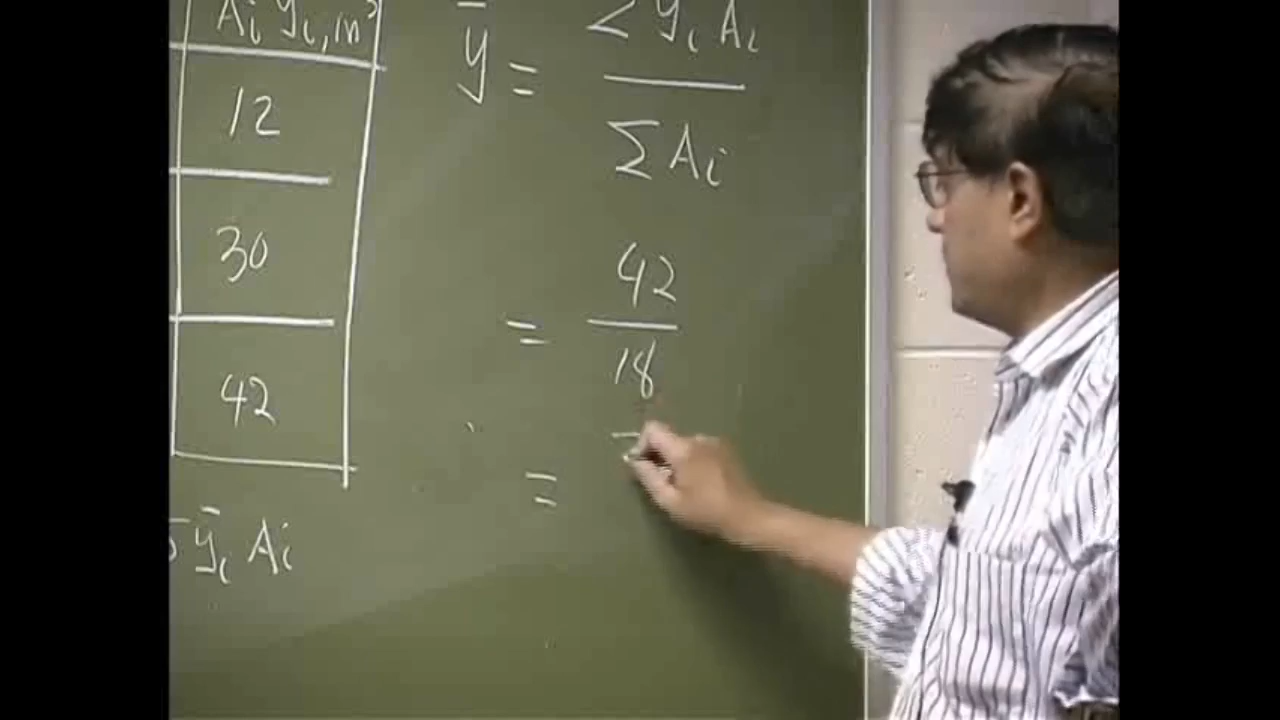 Ai ȳi, in³
12
30
42
Σ ȳi Ai
ȳ = Σ ȳi Ai / Σ Ai
= 42 / 18
=